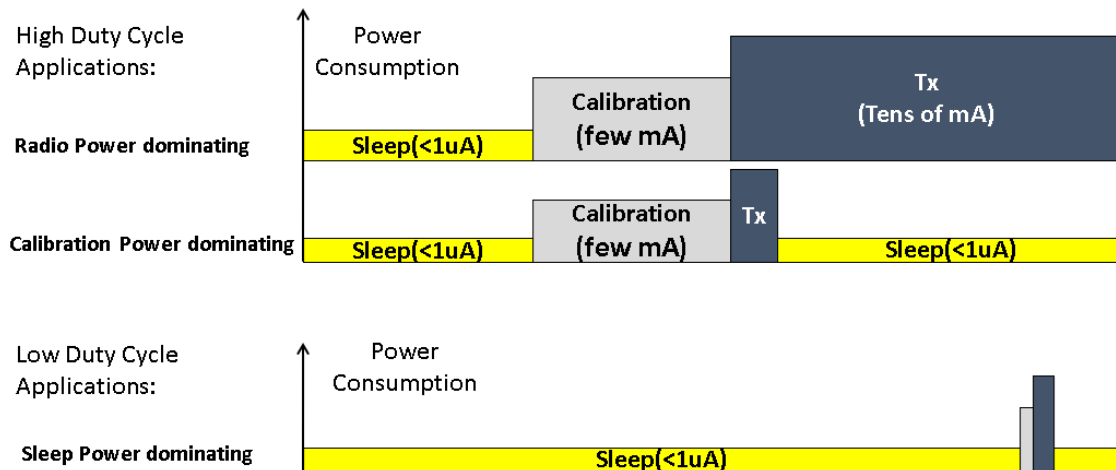 High Duty Cycle
Applications:
Power
Consumption
Radio Power dominating
Sleep(<1uA)
Calibration
(few mA)
Tx
(Tens of mA)
Calibration Power dominating
Sleep(<1uA)
Calibration
(few mA)
Tx
Sleep(<1uA)
Low Duty Cycle
Applications:
Power
Consumption
Sleep Power dominating
Sleep(<1uA)